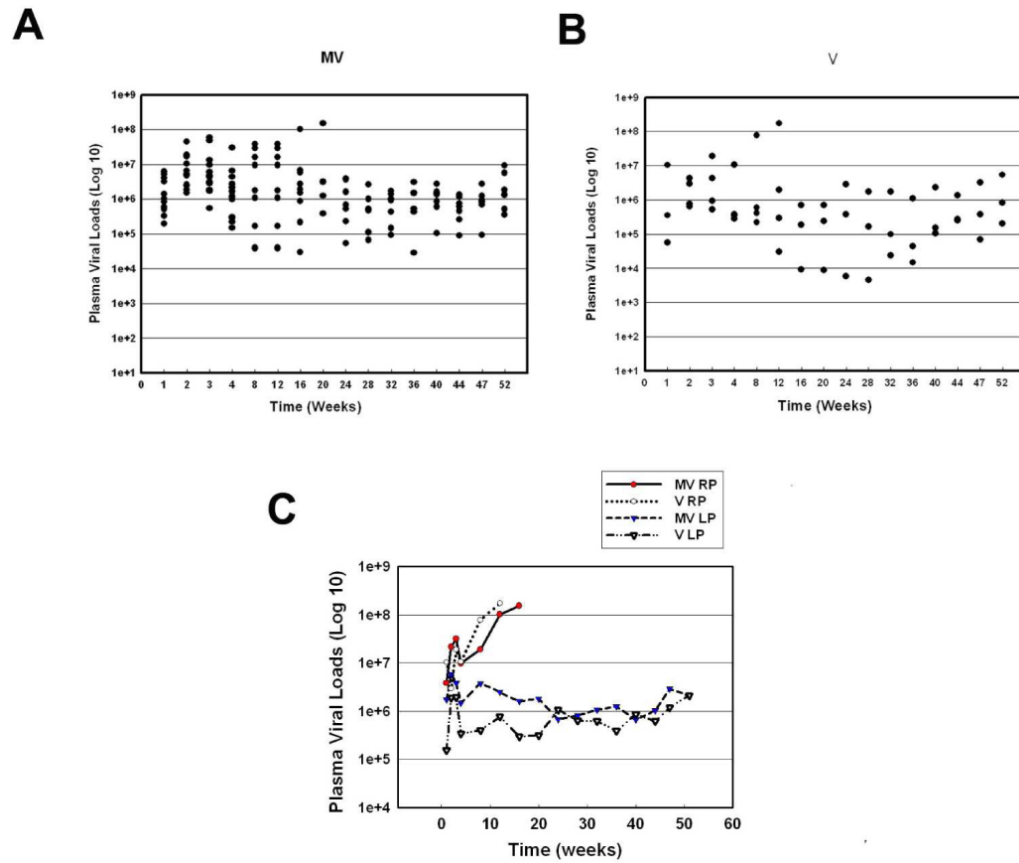 A
MV
Plasma Viral Loads (Log 10)
1e+9
1e+8
1e+7
1e+6
1e+5
1e+4
1e+3
1e+2
1e+1
0 1 2 3 4 8 12 16 20 24 28 32 36 40 44 47 52
Time (Weeks)
B
V
Plasma Viral Loads (Log 10)
1e+9
1e+8
1e+7
1e+6
1e+5
1e+4
1e+3
1e+2
1e+1
0 1 2 3 4 8 12 16 20 24 28 32 36 40 44 47 52
Time (Weeks)
C
MV RP
V RP
MV LP
V LP
Plasma Viral Loads (Log 10)
1e+9
1e+8
1e+7
1e+6
1e+5
1e+4
0 10 20 30 40 50 60
Time (weeks)